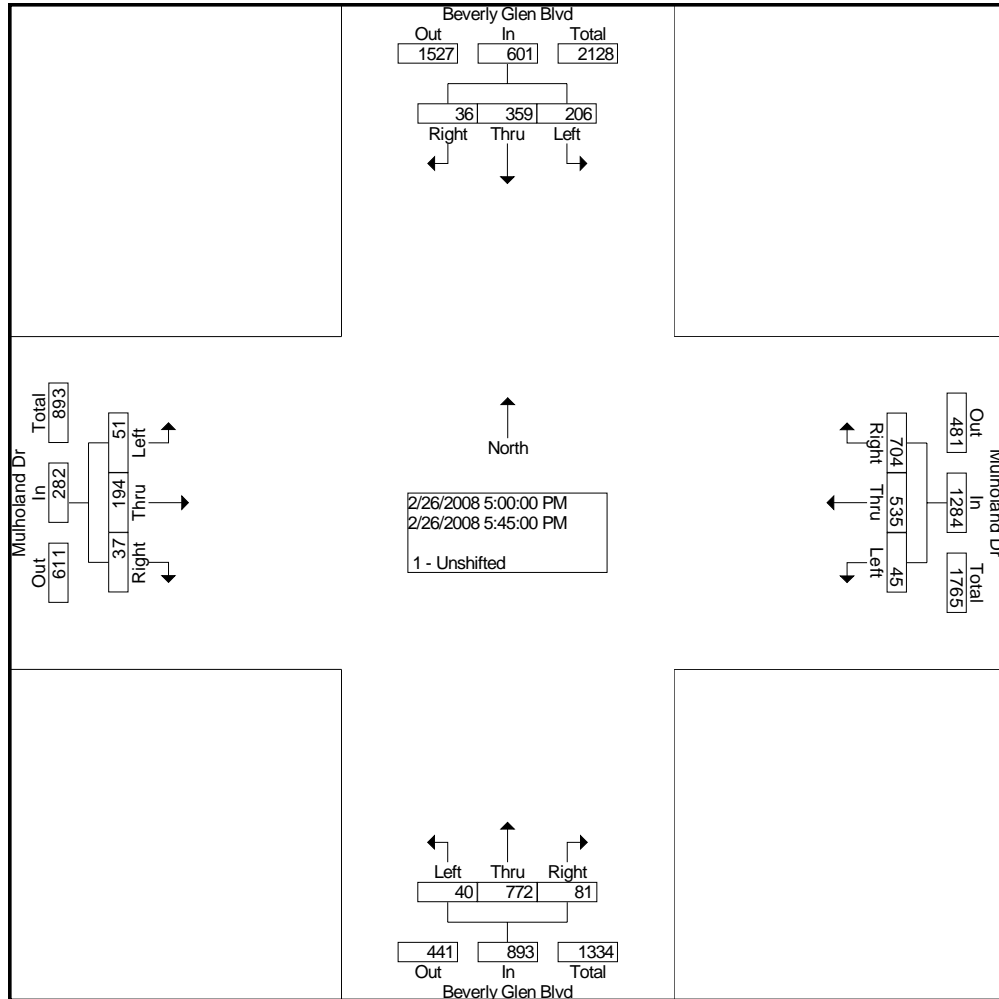 Beverly Glen Blvd
Out In Total
1527 601 2128
36 359 206
Right Thru Left
Mulholand Dr
Total In Out
893 282 611
51 194 37
Left Thru Right
North
2/26/2008 5:00:00 PM
2/26/2008 5:45:00 PM
1 - Unshifted
Right Thru Left
704 535 45
Out In Total
481 1284 1765
Mulholand Dr
Left Thru Right
40 772 81
441 893 1334
Out In Total
Beverly Glen Blvd